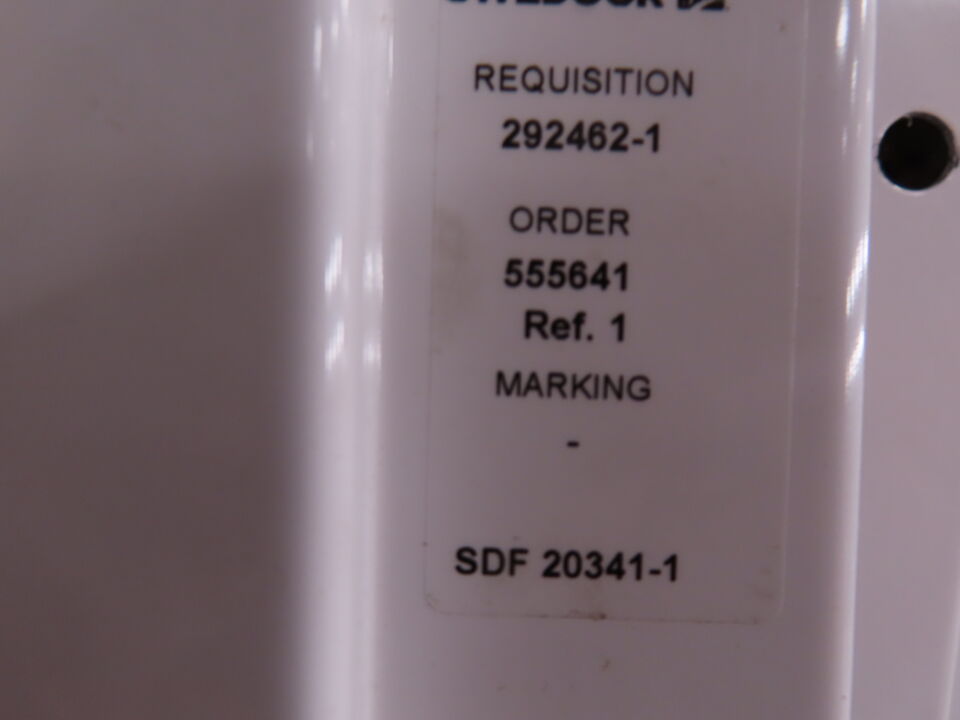 REQUISITION
292462-1
ORDER
555641
Ref. 1
MARKING
-
SDF 20341-1